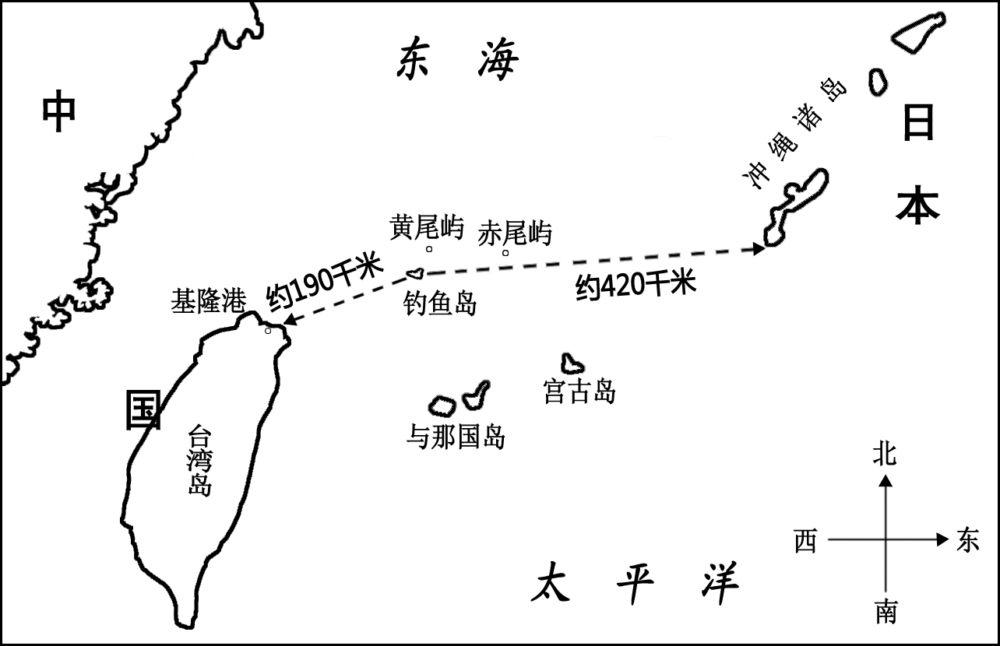 东海
中
日
本
冲绳诸岛
黄尾屿
赤尾屿
约190千米
约420千米
基隆港
钓鱼岛
宫古岛
国
与那国岛
台湾岛
北
西
东
南
太平洋